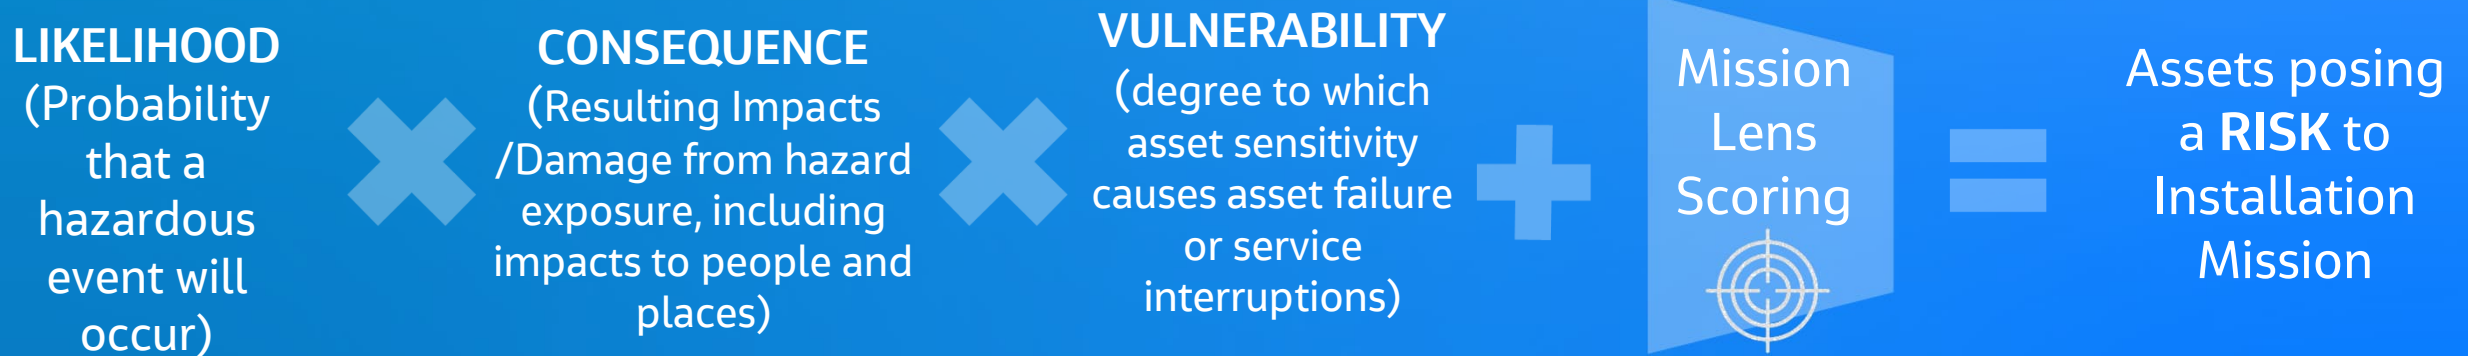 LIKELIHOOD
(Probability
that a
hazardous
event will
occur)
CONSEQUENCE
(Resulting Impacts
/Damage from hazard
exposure, including
impacts to people and
places)
VULNERABILITY
(degree to which
asset sensitivity
causes asset failure
or service
interruptions)
Mission
Lens
Scoring
Assets posing
a RISK to
Installation
Mission